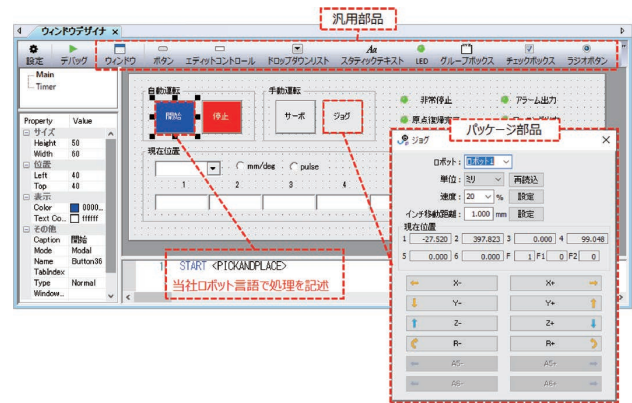 汎用部品
ウィンドウデザイナ ×
設定 デバッグ ウィンドウ ボタン エディットコントロール ドロップダウンリスト スタティックテキスト LED グループボックス チェックボックス ラジオボタン
Aa
Main
Timer
Property Value
サイズ
Height 50
Width 60
位置
Left 40
Top 40
表示
Color 0000...
Text Co... ffffff
その他
Caption 開始
Mode Modal
Name Button36
TabIndex
Type Normal
Window...
自動運転
開始 停止
手動運転
サーボ ジョグ
非常停止 アラーム出力
現在位置
mm/deg pulse
1 2 3 4
1 START <PICKANDPLACE>
当社ロボット言語で処理を記述
パッケージ部品
ジョグ ×
ロボット: ロボット1
単位: ミリ 再読込
速度: 20 % 設定
インチ移動距離: 1.000 mm 設定
現在位置
1 -27.520 2 397.823 3 0.000 4 99.048
5 0.000 6 0.000 F 1 F1 0 F2 0
X- X+
Y- Y+
Z- Z+
R- R+
A5- A5+
A6- A6+